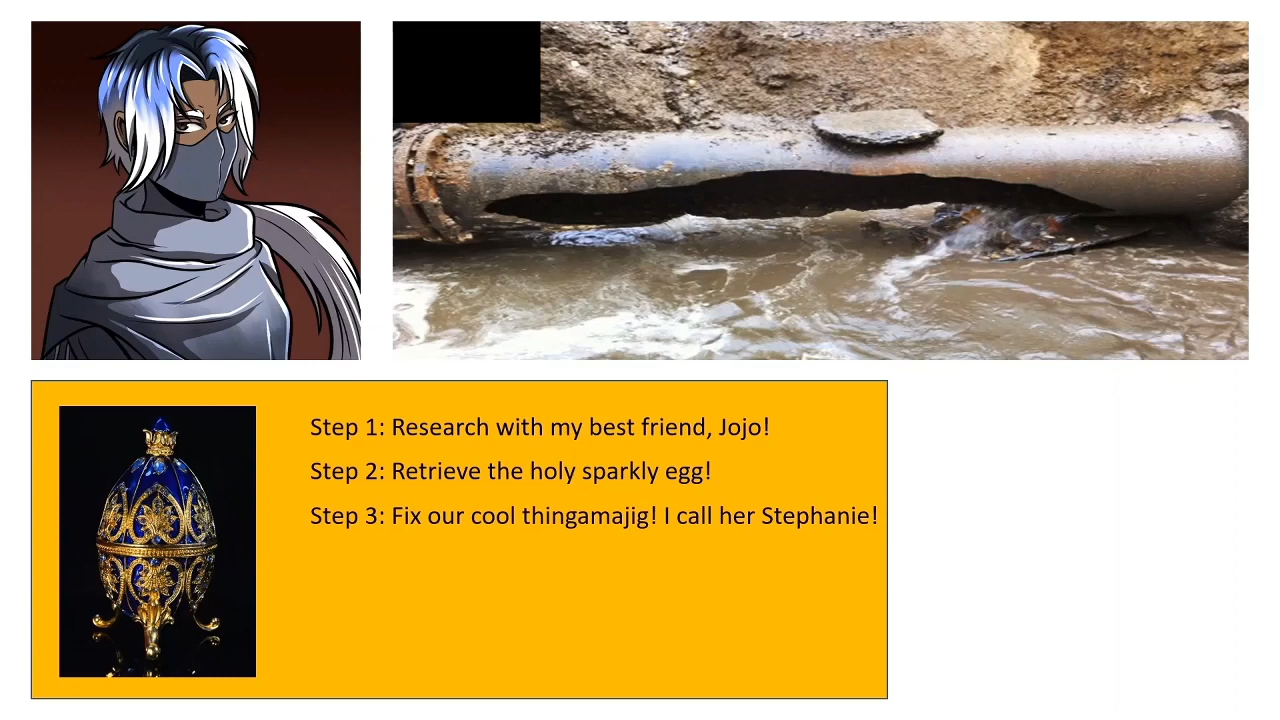 Step 1: Research with my best friend, Jojo!
Step 2: Retrieve the holy sparkly egg!
Step 3: Fix our cool thingamajig! I call her Stephanie!